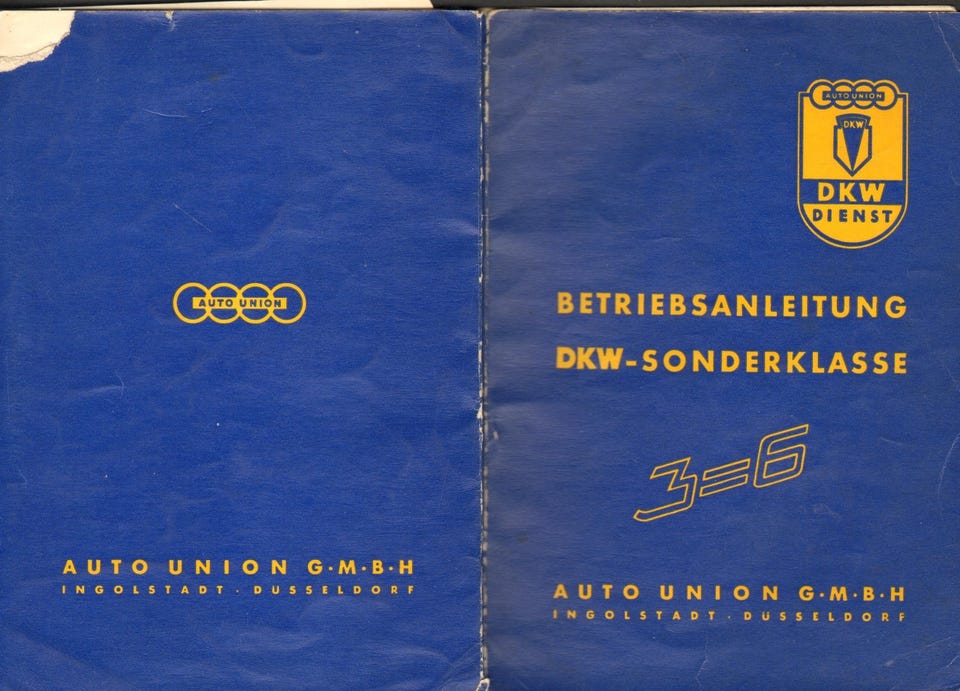 AUTO UNION
AUTO UNION G·M·B·H
INGOLSTADT · DÜSSELDORF
AUTO UNION
DKW
DKW
DIENST
BETRIEBSANLEITUNG
DKW-SONDERKLASSE
3=6
AUTO UNION G·M·B·H
INGOLSTADT · DÜSSELDORF